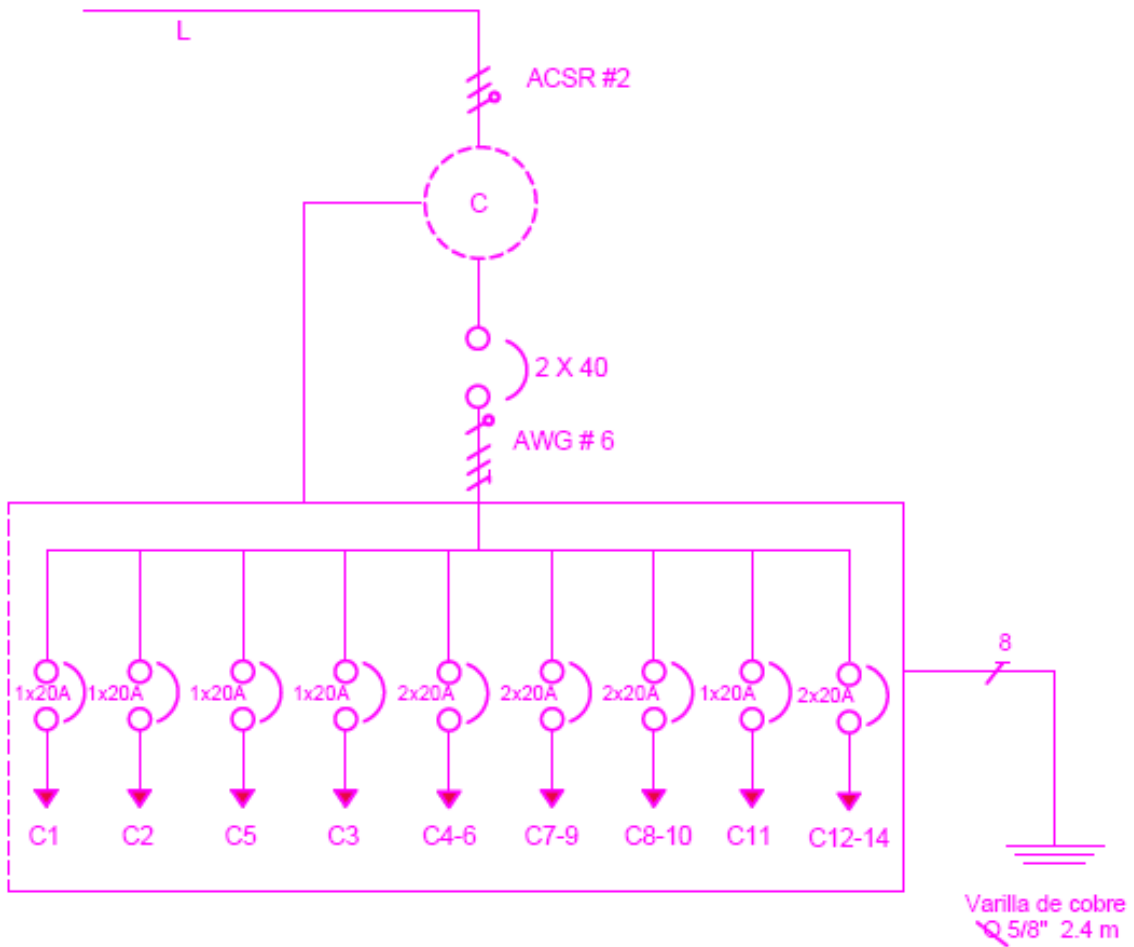 L
ACSR #2
C
2 X 40
AWG # 6
8
1x20A 1x20A 1x20A 1x20A 2x20A 2x20A 2x20A 1x20A 2x20A
C1 C2 C5 C3 C4-6 C7-9 C8-10 C11 C12-14
Varilla de cobre
O 5/8" 2.4 m